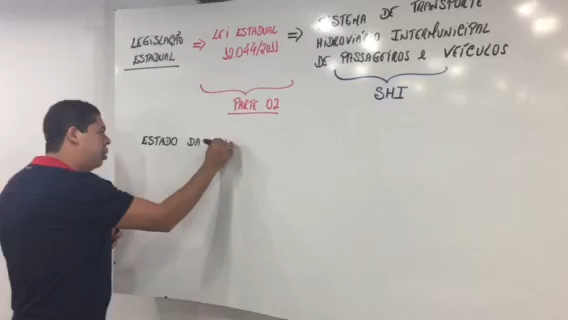 LEGISLAÇÃO
ESTADUAL
⇒ LEI ESTADUAL
12.044/2011
⇒ SISTEMA DE TRANSPORTE
HIDROVIÁRIO INTERMUNICIPAL
DE PASSAGEIROS e VEÍCULOS
PARTE 02
SHI
ESTADO DA